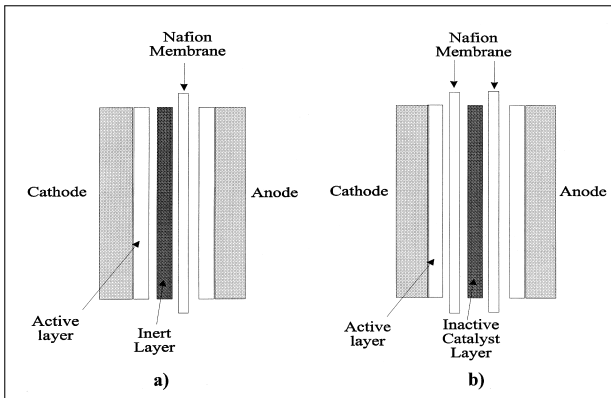 Nafion
Membrane
Cathode
Anode
Active
layer
Inert
Layer
a)
Nafion
Membrane
Cathode
Anode
Active
layer
Inactive
Catalyst
Layer
b)